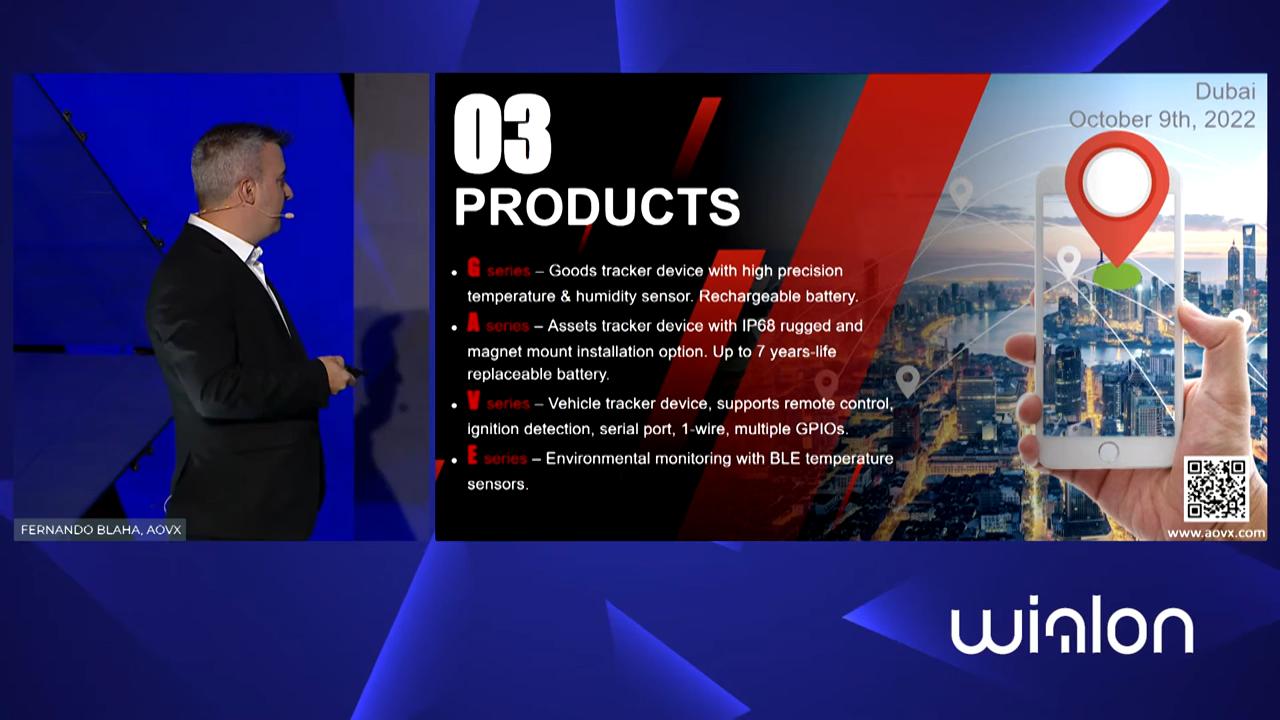 03
PRODUCTS
Dubai
October 9th, 2022
• G series – Goods tracker device with high precision
temperature & humidity sensor. Rechargeable battery.
• A series – Assets tracker device with IP68 rugged and
magnet mount installation option. Up to 7 years-life
replaceable battery.
• V series – Vehicle tracker device, supports remote control,
ignition detection, serial port, 1-wire, multiple GPIOs.
• E series – Environmental monitoring with BLE temperature
sensors.
www.aovx.com
FERNANDO BLAHA, AOVX
wialon